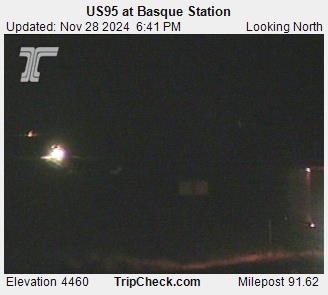 US95 at Basque Station
Updated: Nov 28 2024 6:41 PM Looking North
Elevation 4460 TripCheck.com Milepost 91.62